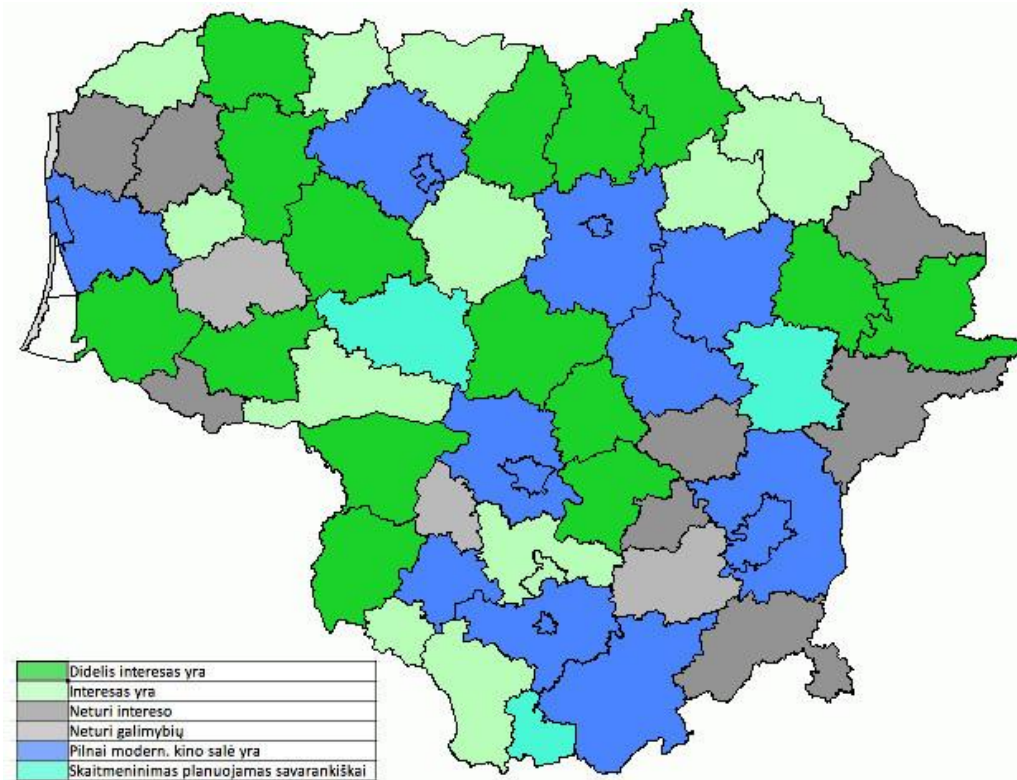 Didelis interesas yra
Interesas yra
Neturi intereso
Neturi galimybių
Pilnai modern. kino salė yra
Skaitmeninimas planuojamas savarankiškai